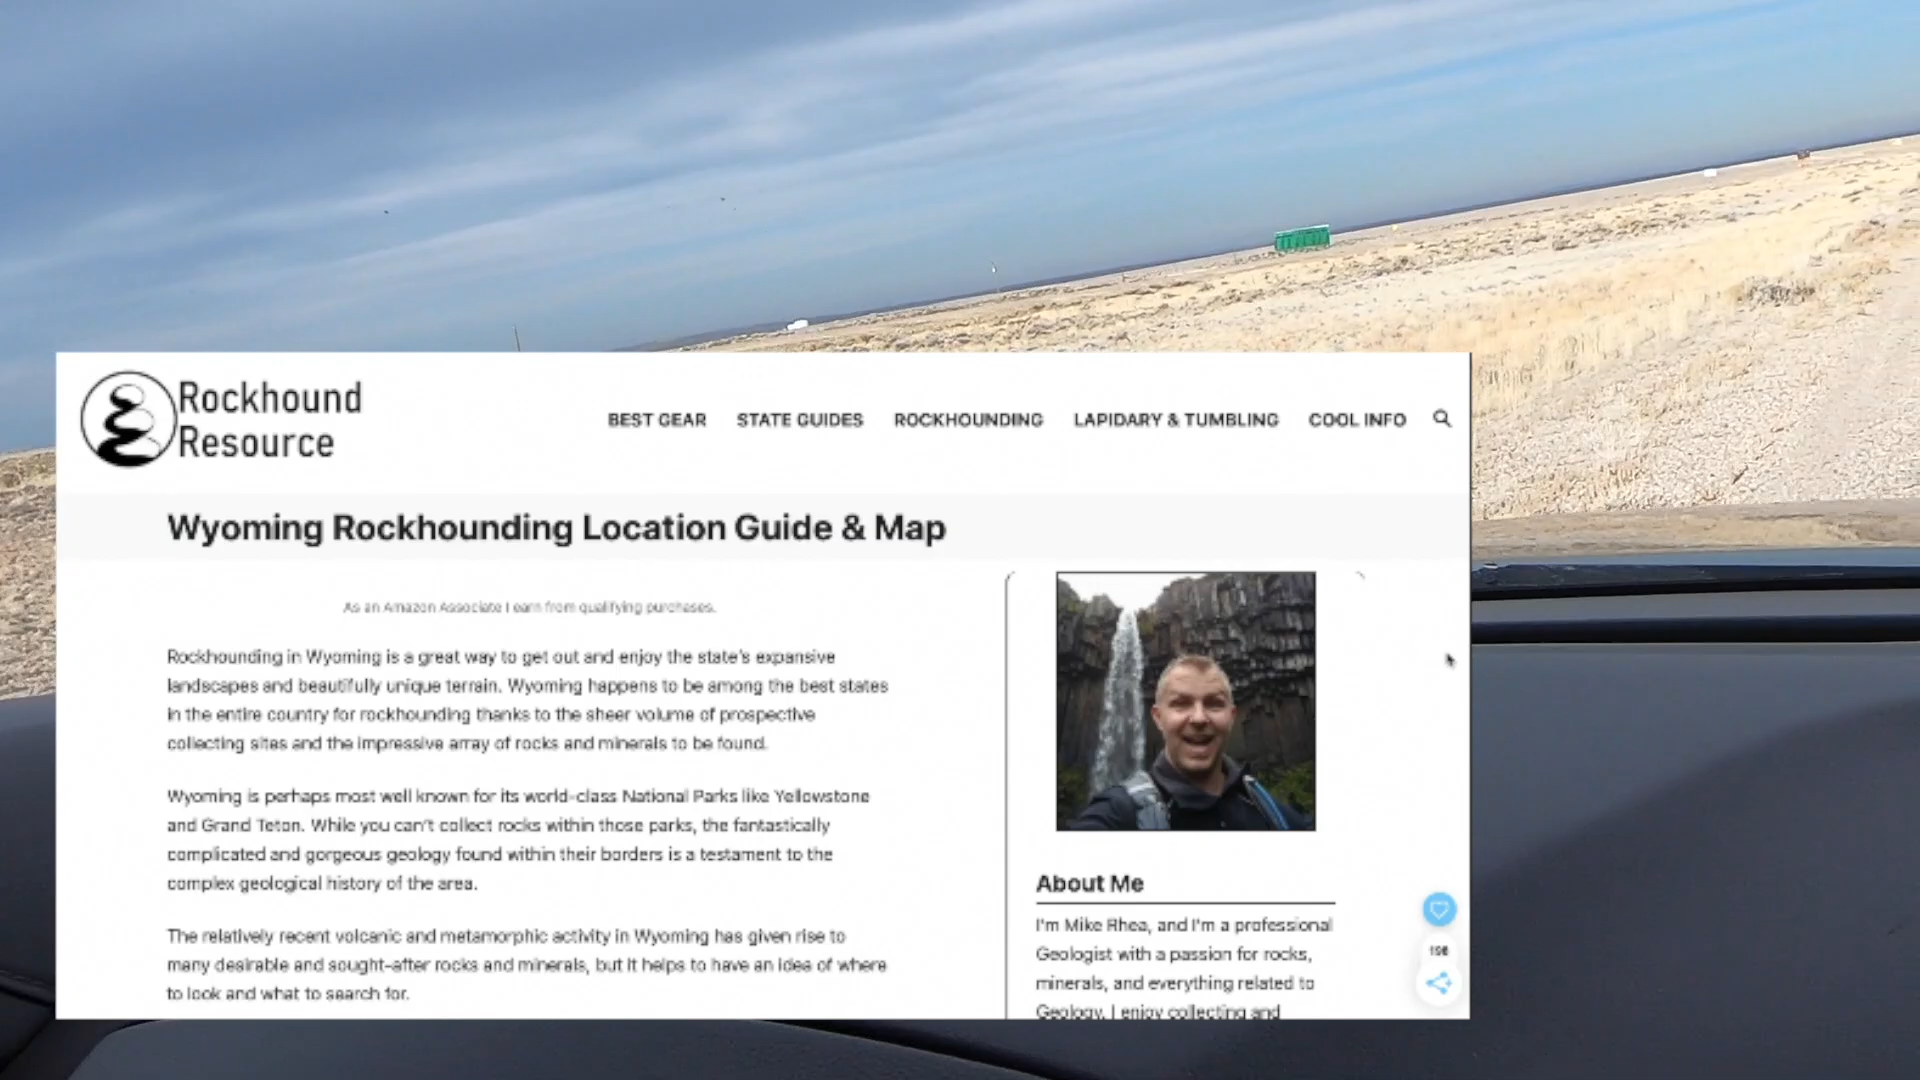 Rockhound
Resource
BEST GEAR STATE GUIDES ROCKHOUNDING LAPIDARY & TUMBLING COOL INFO
Wyoming Rockhounding Location Guide & Map
As an Amazon Associate I earn from qualifying purchases.
Rockhounding in Wyoming is a great way to get out and enjoy the state's expansive
landscapes and beautifully unique terrain. Wyoming happens to be among the best states
in the entire country for rockhounding thanks to the sheer volume of prospective
collecting sites and the impressive array of rocks and minerals to be found.
Wyoming is perhaps most well known for its world-class National Parks like Yellowstone
and Grand Teton. While you can't collect rocks within those parks, the fantastically
complicated and gorgeous geology found within their borders is a testament to the
complex geological history of the area.
The relatively recent volcanic and metamorphic activity in Wyoming has given rise to
many desirable and sought-after rocks and minerals, but it helps to have an idea of where
to look and what to search for.
About Me
I'm Mike Rhea, and I'm a professional
Geologist with a passion for rocks,
minerals, and everything related to
Geology. I enjoy collecting and
196